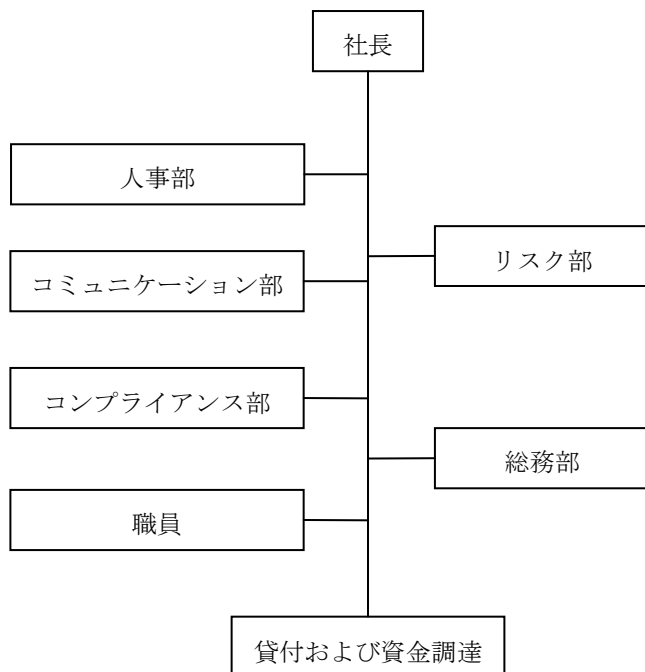 社長
人事部
リスク部
コミュニケーション部
コンプライアンス部
総務部
職員
貸付および資金調達